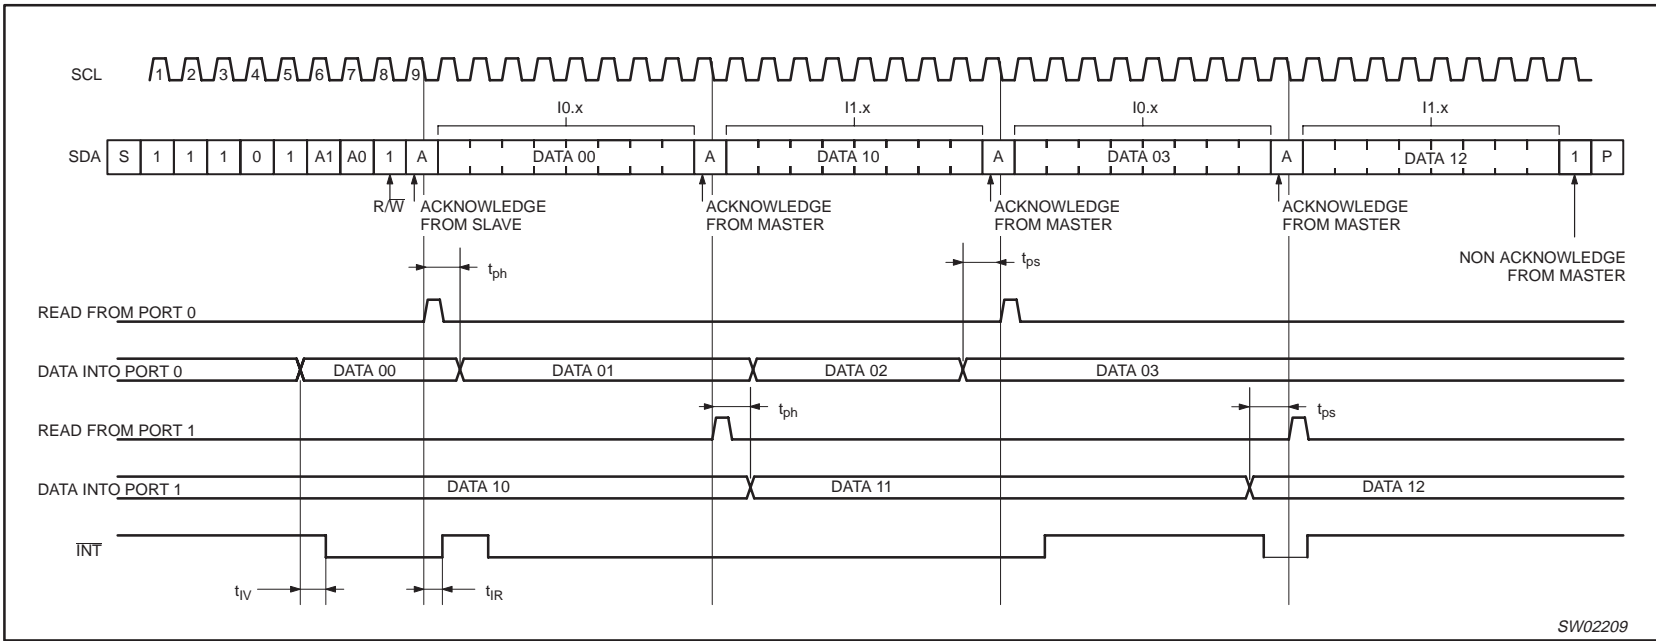 SCL 1 2 3 4 5 6 7 8 9
I0.x I1.x I0.x I1.x
SDA S 1 1 1 0 1 A1 A0 1 A DATA 00 A DATA 10 A DATA 03 A DATA 12 1 P
R/W ACKNOWLEDGE FROM SLAVE
ACKNOWLEDGE FROM MASTER
ACKNOWLEDGE FROM MASTER
ACKNOWLEDGE FROM MASTER
NON ACKNOWLEDGE
FROM MASTER
tph tps
READ FROM PORT 0
DATA INTO PORT 0 DATA 00 DATA 01 DATA 02 DATA 03
tph tps
READ FROM PORT 1
DATA INTO PORT 1 DATA 10 DATA 11 DATA 12
INT
tIV tIR
SW02209